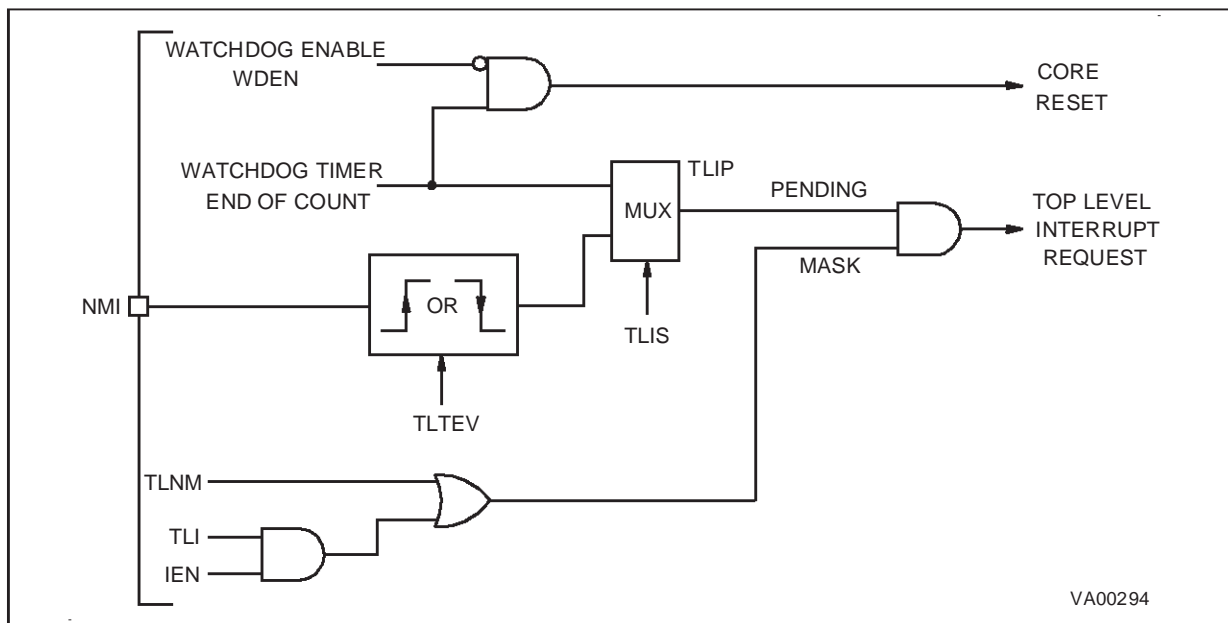 WATCHDOG ENABLE
WDEN
CORE
RESET
WATCHDOG TIMER
END OF COUNT
TLIP
MUX
PENDING
TOP LEVEL
INTERRUPT
REQUEST
MASK
NMI
OR
TLIS
TLTEV
TLNM
TLI
IEN
VA00294